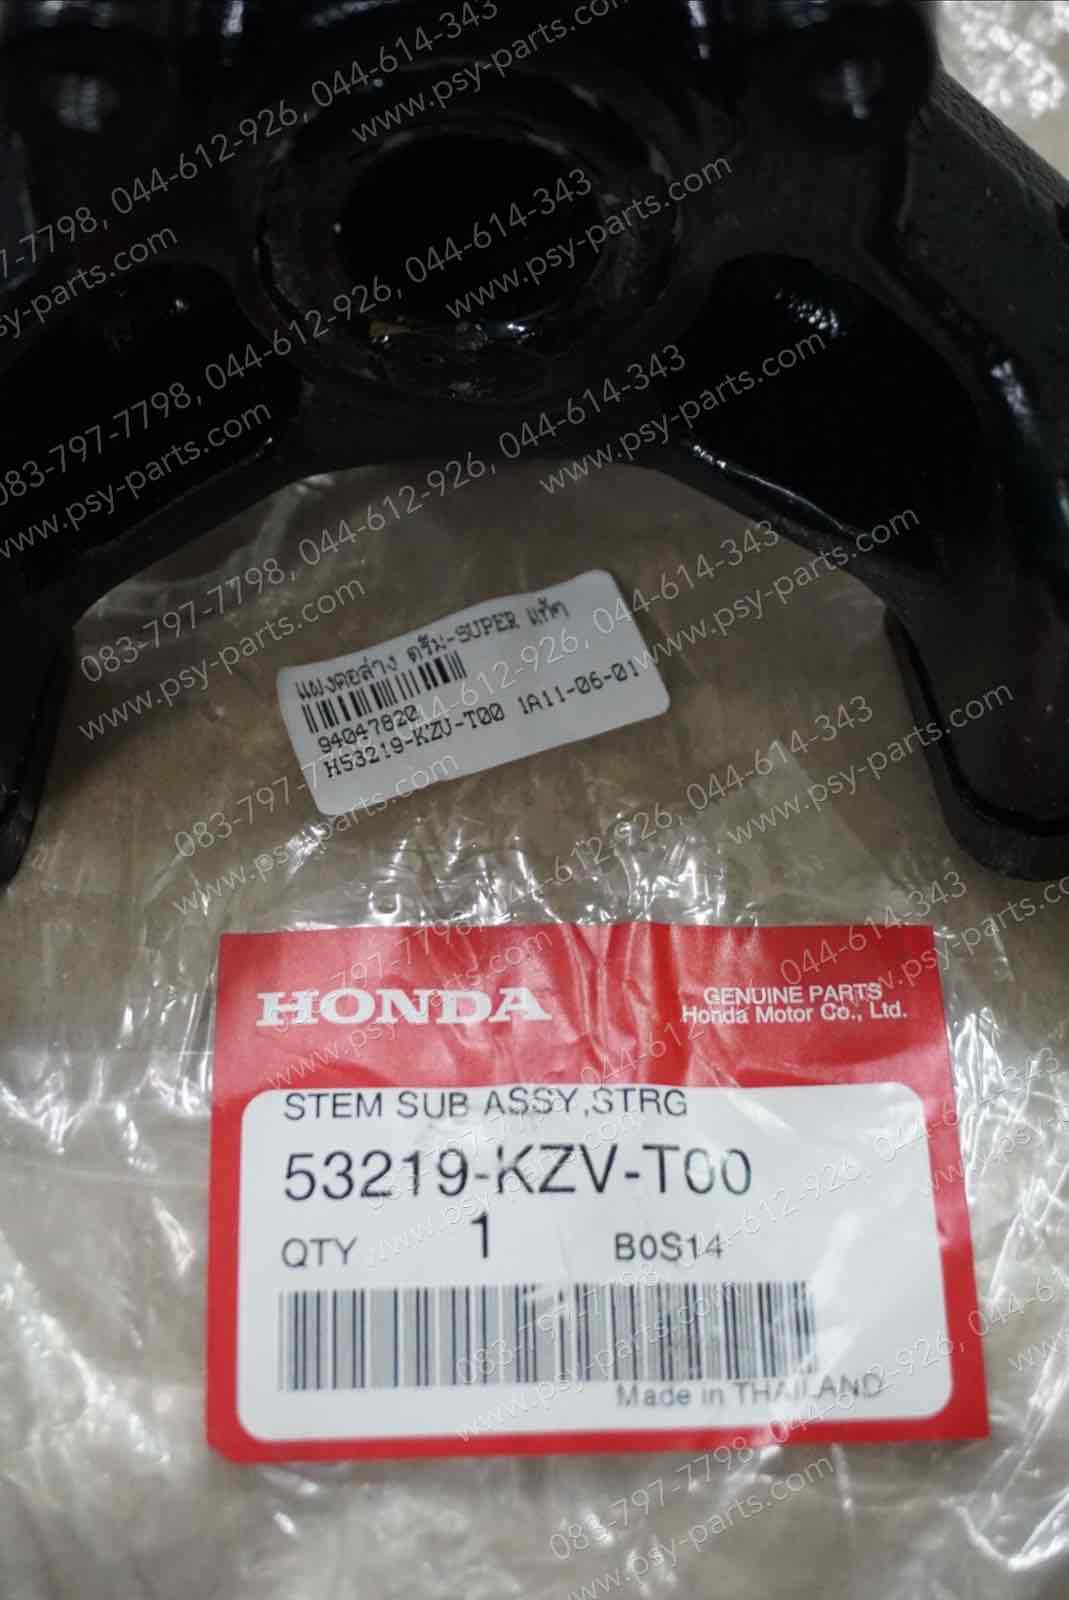 แผงคอล่าง ดรีม-SUPER แท้ๆ
94047820
H53219-KZV-T00 1A11-06-01
HONDA
GENUINE PARTS
Honda Motor Co., Ltd.
STEM SUB ASSY,STRG
53219-KZV-T00
QTY 1 B0S14
Made in THAILAND
083-797-7798, 044-612-926, 044-614-343
www.psy-parts.com